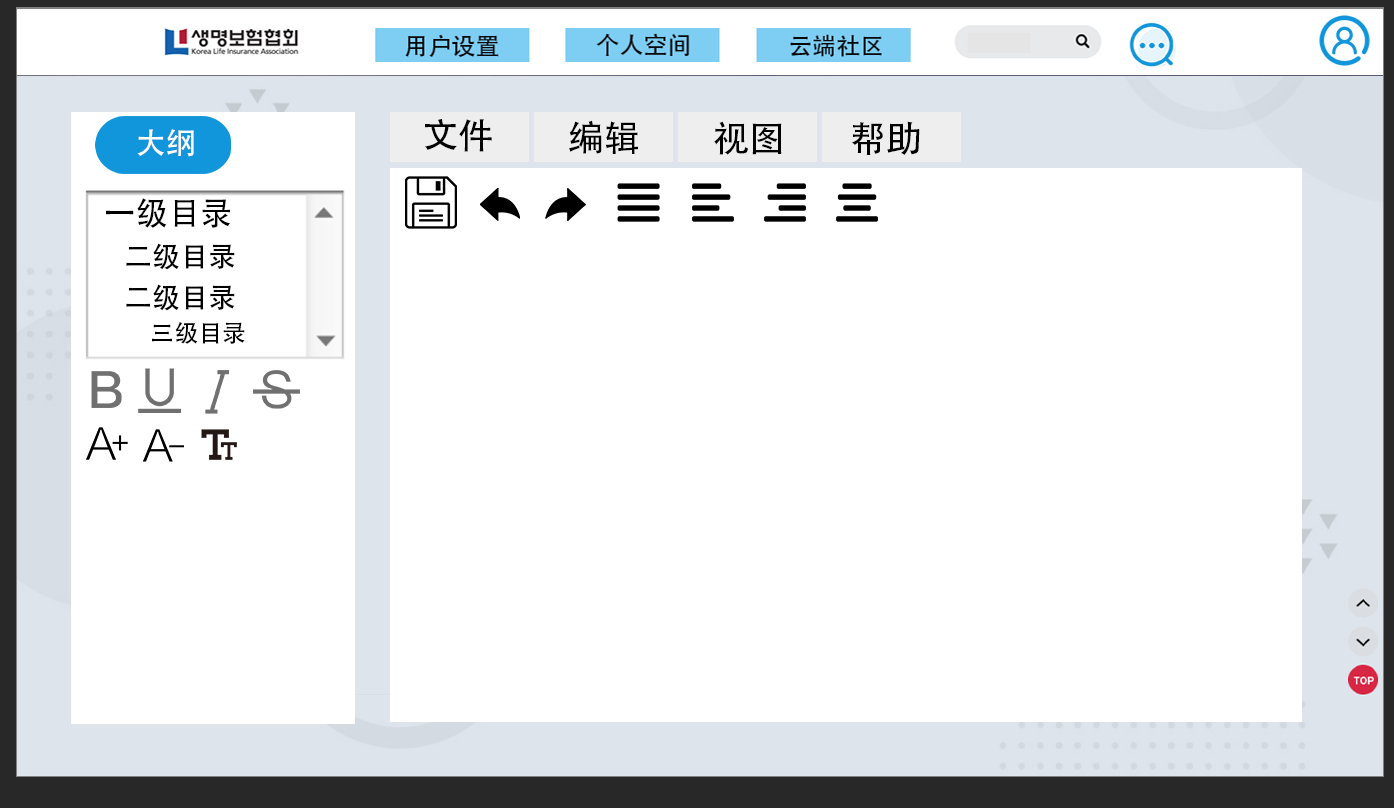 생명보험협회
Korea Life Insurance Association
用户设置
个人空间
云端社区
大纲
文件
编辑
视图
帮助
一级目录
二级目录
二级目录
三级目录
B U I S
A+ A- TT
TOP